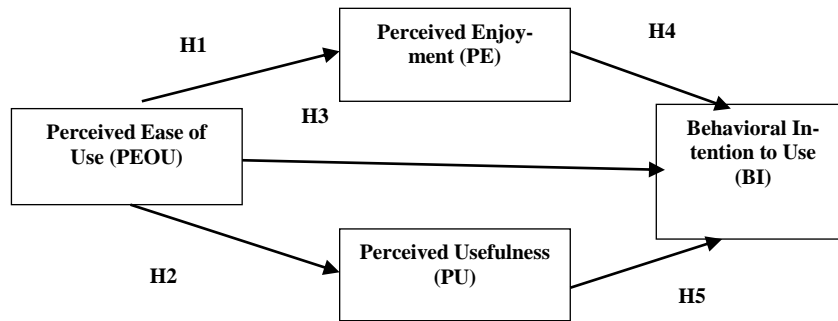 H1
Perceived Enjoy-
ment (PE)
H4
H3
Perceived Ease of
Use (PEOU)
Behavioral In-
tention to Use
(BI)
Perceived Usefulness
(PU)
H2
H5